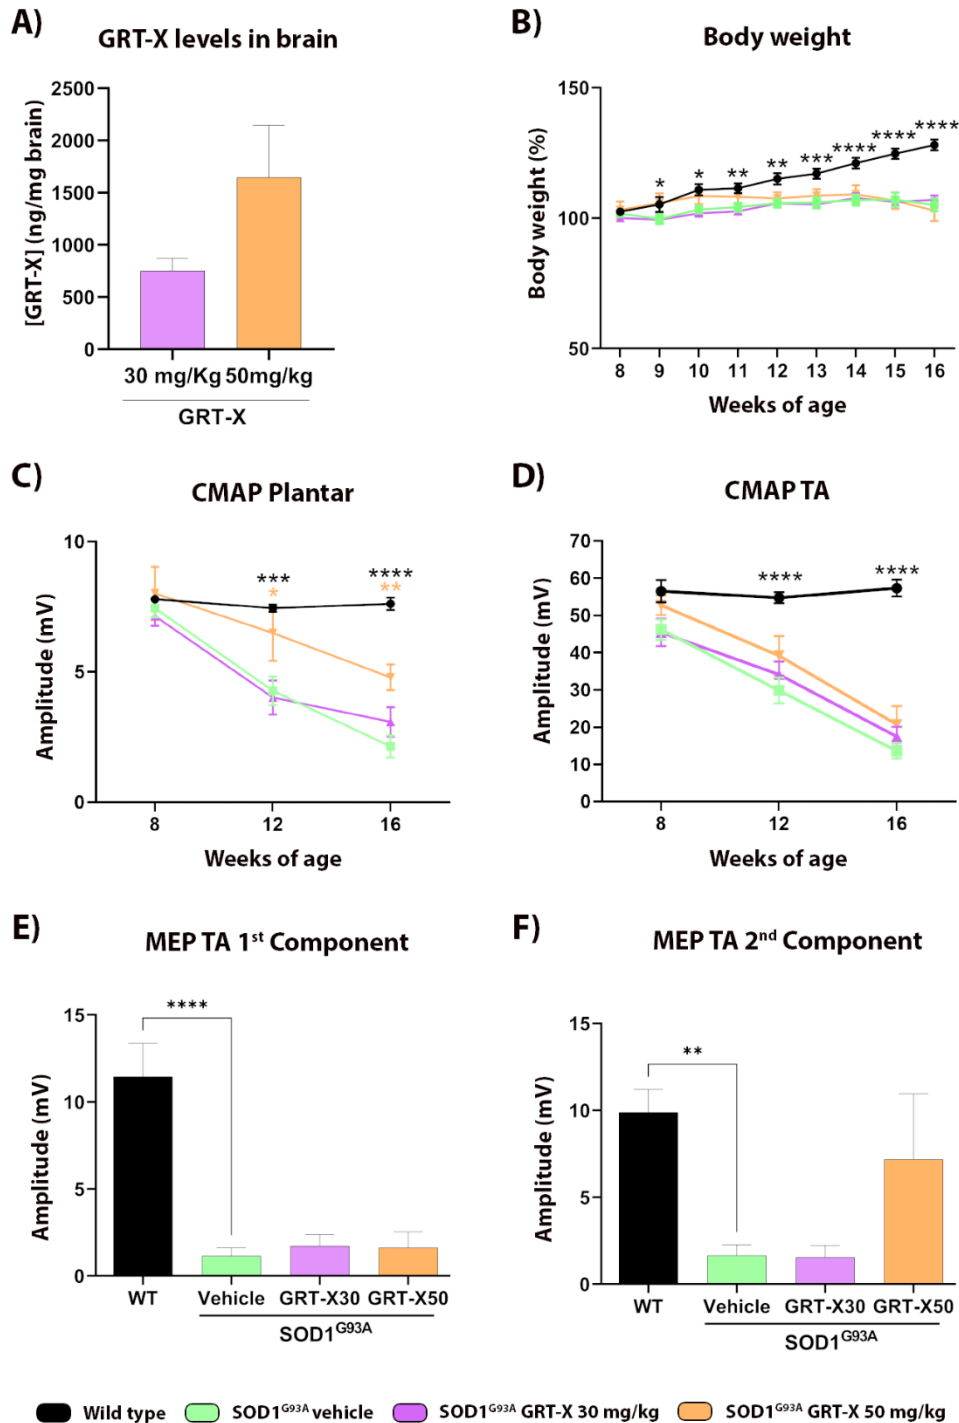 A)
GRT-X levels in brain
[GRT-X] (ng/mg brain)
2500
2000
1500
1000
500
0
30 mg/Kg 50mg/kg
GRT-X
B)
Body weight
Body weight (%)
100
100
50
* * ** ** *** **** **** ****
8 9 10 11 12 13 14 15 16
Weeks of age
C)
CMAP Plantar
Amplitude (mV)
10
5
0
*** ****
* **
8 12 16
Weeks of age
D)
CMAP TA
Amplitude (mV)
70
60
50
40
30
20
10
0
**** ****
8 12 16
Weeks of age
E)
MEP TA 1st Component
Amplitude (mV)
15
10
5
0
****
WT Vehicle GRT-X30 GRT-X50
SOD1G93A
F)
MEP TA 2nd Component
Amplitude (mV)
15
10
5
0
**
WT Vehicle GRT-X30 GRT-X50
SOD1G93A
Wild type SOD1G93A vehicle SOD1G93A GRT-X 30 mg/kg SOD1G93A GRT-X 50 mg/kg